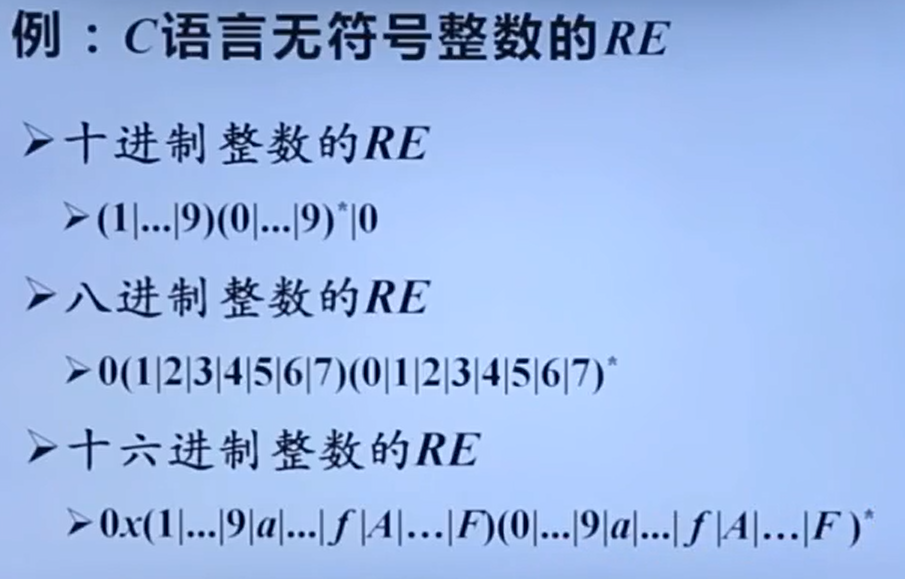 例：C语言无符号整数的RE
➢十进制整数的RE
➢(1|...|9)(0|...|9)*|0
➢八进制整数的RE
➢0(1|2|3|4|5|6|7)(0|1|2|3|4|5|6|7)*
➢十六进制整数的RE
➢0x(1|...|9|a|...|f|A|...|F)(0|...|9|a|...|f|A|...|F)*